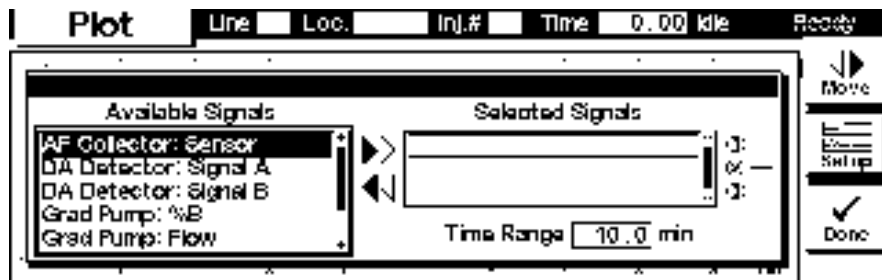 Plot Line Loc. Inj.# Time 0.00 Idle Ready
Move
Available Signals Selected Signals
AF Collector: Sensor
DA Detector: Signal A
DA Detector: Signal B
Grad Pump: %B
Grad Pump: Flow
Time Range 10.0 min
Setup
Done